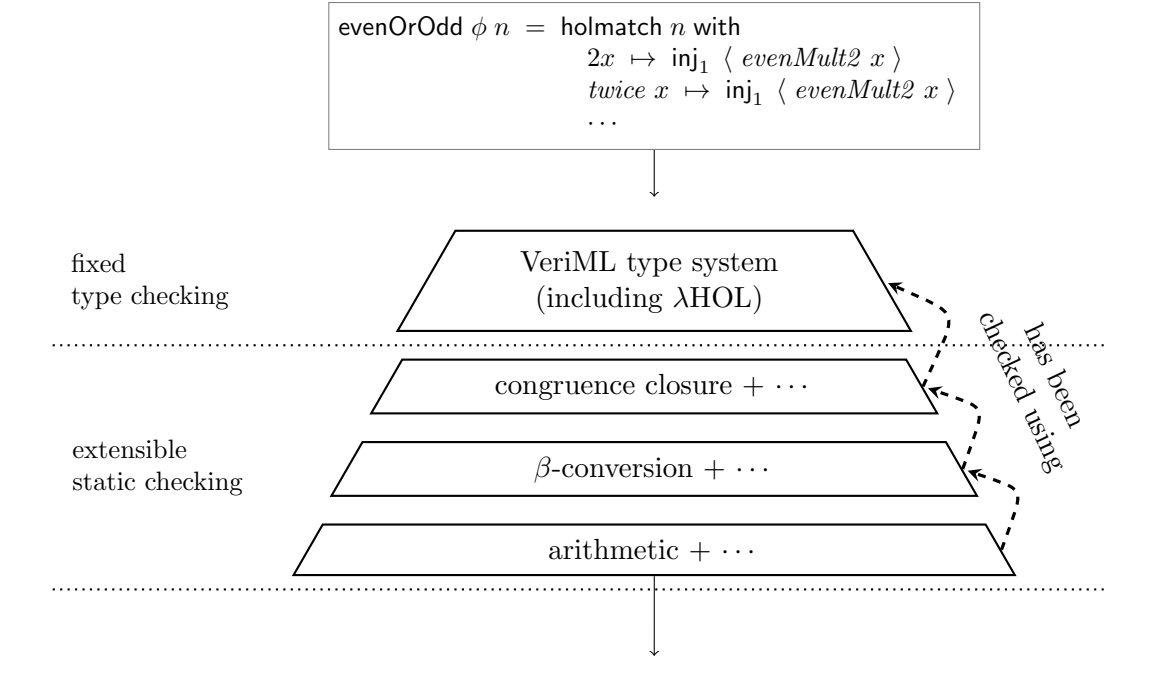 evenOrOdd ϕ n = holmatch n with
2x ↦ inj₁ ⟨ evenMult2 x ⟩
twice x ↦ inj₁ ⟨ evenMult2 x ⟩
···
fixed
type checking
VeriML type system
(including λHOL)
has been
checked using
congruence closure + ···
extensible
static checking
β-conversion + ···
arithmetic + ···